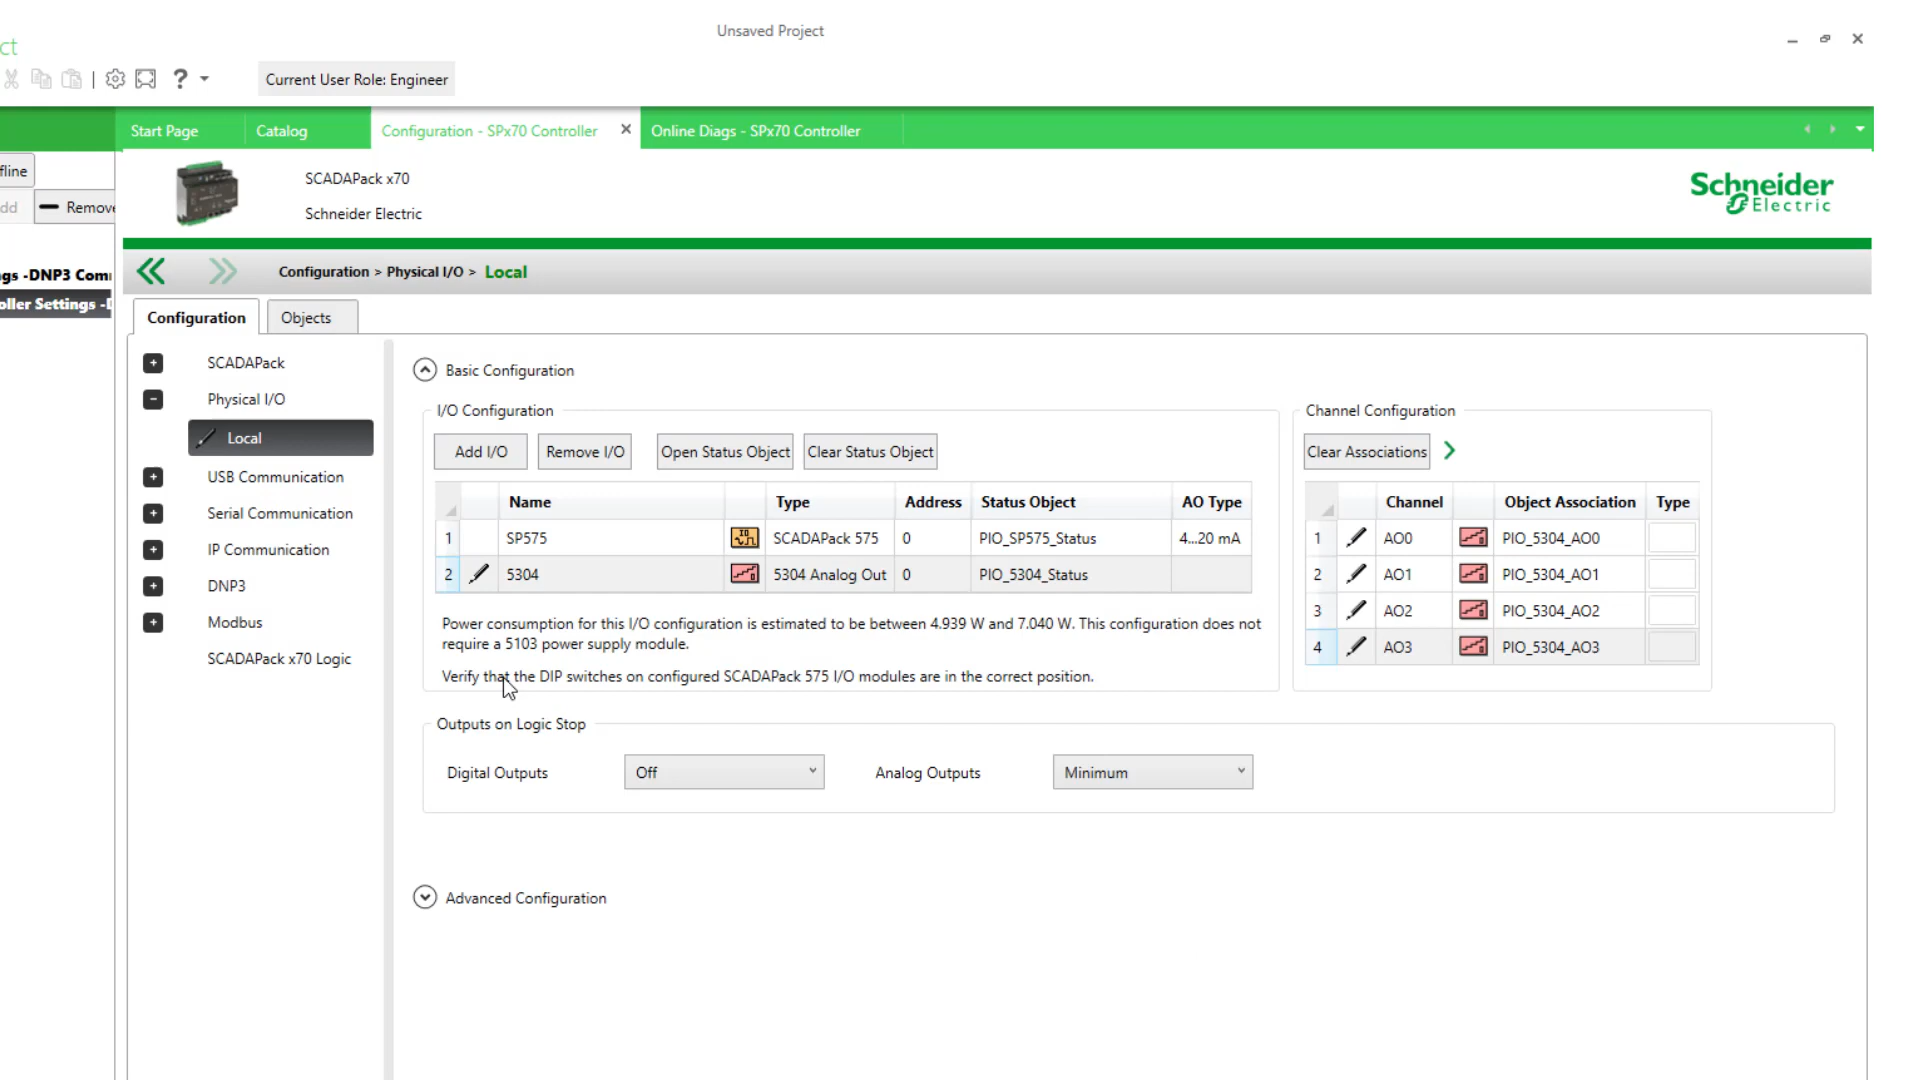 Unsaved Project
ct
Current User Role: Engineer
Start Page
Catalog
Configuration - SPx70 Controller
Online Diags - SPx70 Controller
fline
dd
Remove
SCADAPack x70
Schneider Electric
Schneider
Electric
Configuration > Physical I/O > Local
gs -DNP3 Com
oller Settings -
Configuration
Objects
SCADAPack
Physical I/O
Local
USB Communication
Serial Communication
IP Communication
DNP3
Modbus
SCADAPack x70 Logic
Basic Configuration
I/O Configuration
Add I/O
Remove I/O
Open Status Object
Clear Status Object
Name Type Address Status Object AO Type
1 SP575 SCADAPack 575 0 PIO_SP575_Status 4...20 mA
2 5304 5304 Analog Out 0 PIO_5304_Status
Power consumption for this I/O configuration is estimated to be between 4.939 W and 7.040 W. This configuration does not
require a 5103 power supply module.
Verify that the DIP switches on configured SCADAPack 575 I/O modules are in the correct position.
Channel Configuration
Clear Associations
Channel Object Association Type
1 AO0 PIO_5304_AO0
2 AO1 PIO_5304_AO1
3 AO2 PIO_5304_AO2
4 AO3 PIO_5304_AO3
Outputs on Logic Stop
Digital Outputs Off Analog Outputs Minimum
Advanced Configuration